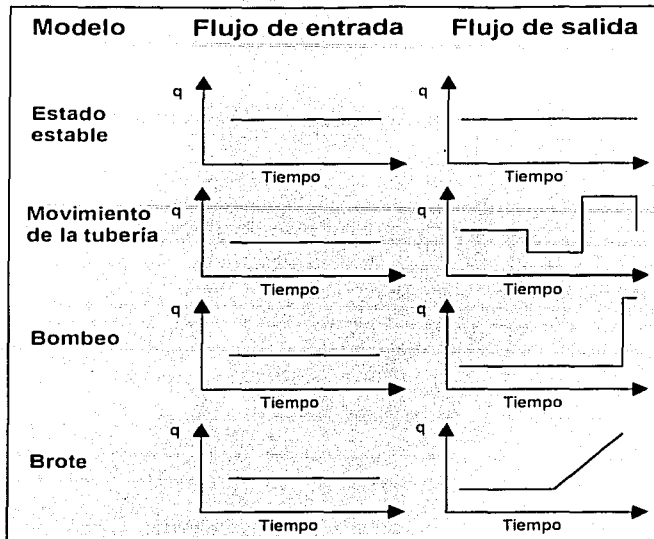 Modelo Flujo de entrada Flujo de salida
Estado
estable
q
Tiempo
q
Tiempo
Movimiento
de la tubería
q
Tiempo
q
Tiempo
Bombeo
q
Tiempo
q
Tiempo
Brote
q
Tiempo
q
Tiempo